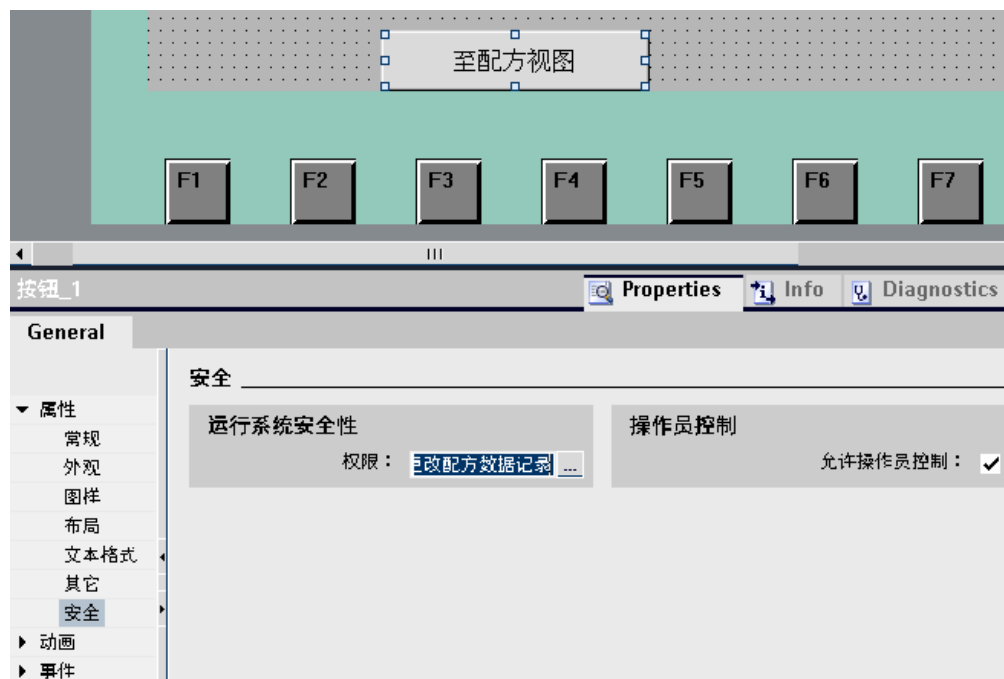 至配方视图
F1 F2 F3 F4 F5 F6 F7
按钮_1 Properties Info Diagnostics
General
安全
属性
运行系统安全性 操作员控制
常规
权限： 更改配方数据记录 ... 允许操作员控制：
外观
图样
布局
文本格式
其它
安全
动画
事件